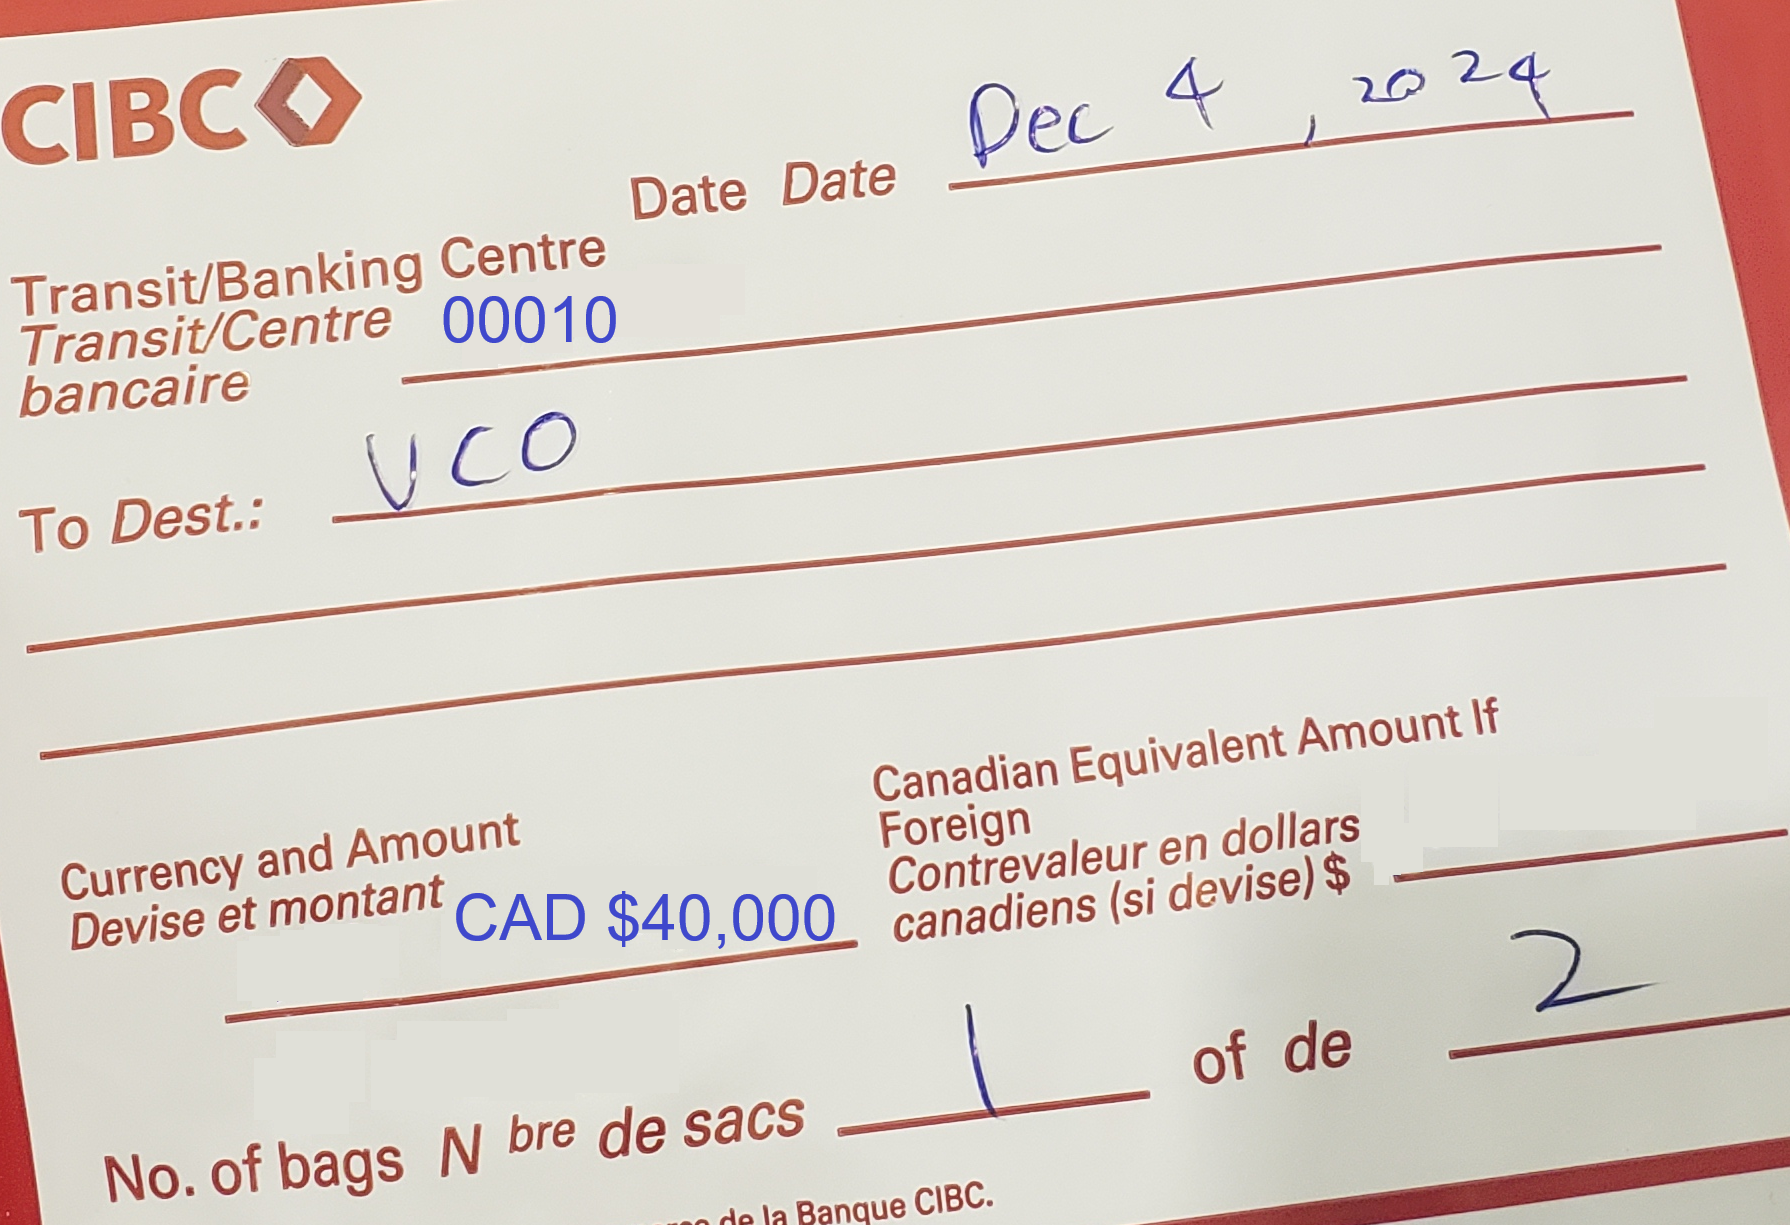 CIBC
Date Date Dec 4, 2024
Transit/Banking Centre
Transit/Centre 00010
bancaire
To Dest.: VCO
Canadian Equivalent Amount If
Foreign
Contrevaleur en dollars
canadiens (si devise) $
Currency and Amount
Devise et montant CAD $40,000
No. of bags Nbre de sacs 1 of de 2
de la Banque CIBC.